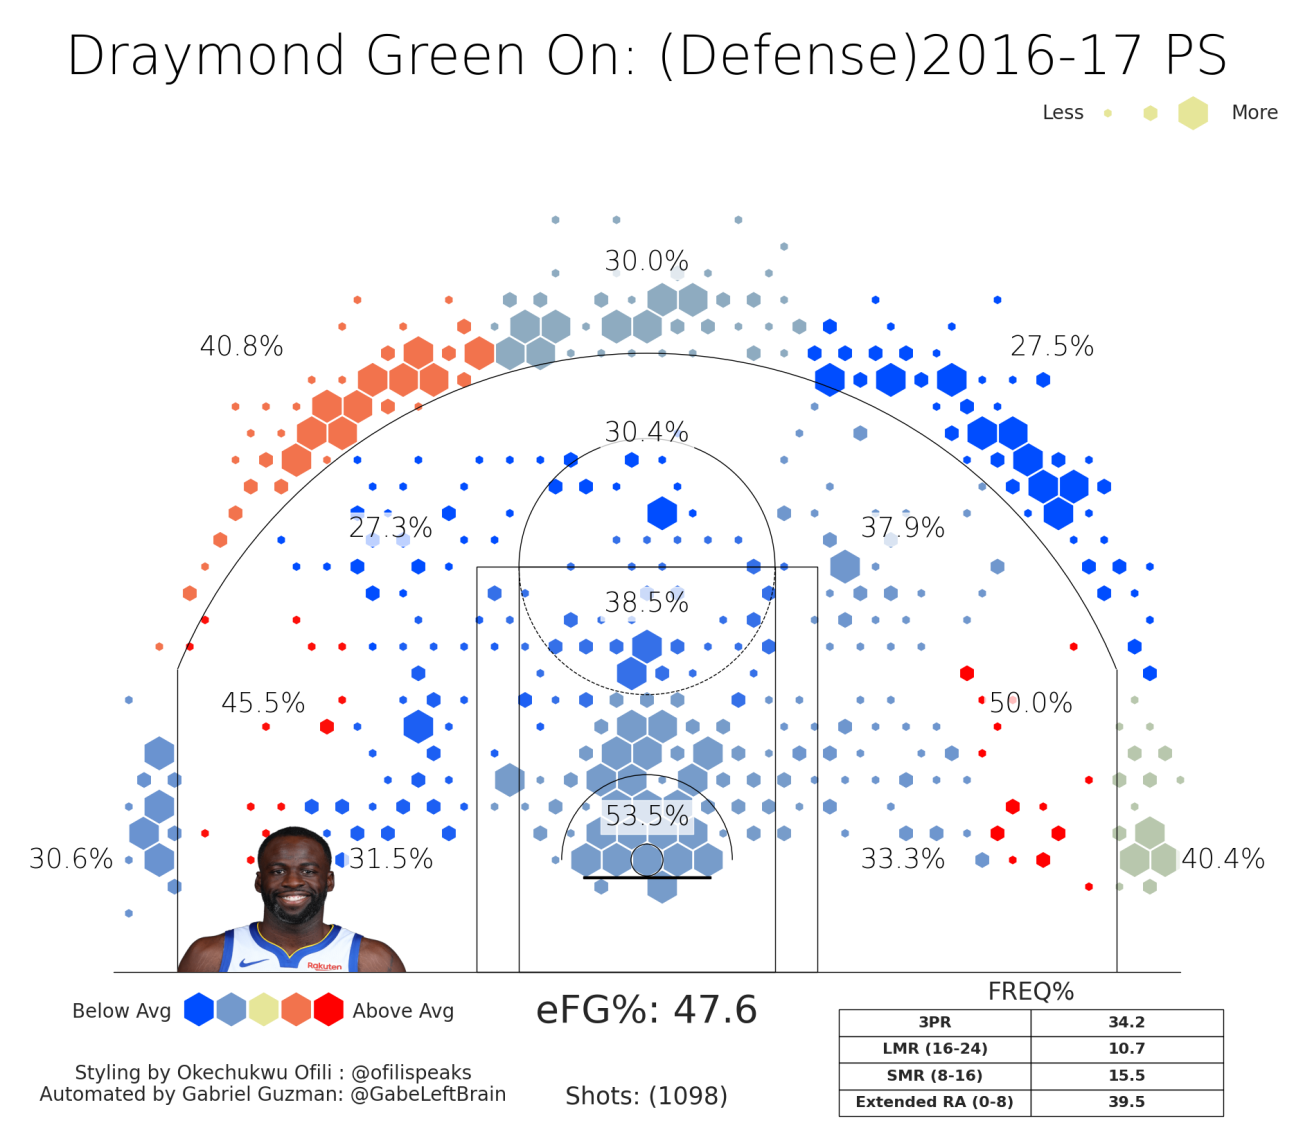 Draymond Green On: (Defense)2016-17 PS
Less More
30.0%
40.8% 27.5%
30.4%
27.3% 37.9%
38.5%
45.5% 50.0%
53.5%
30.6% 31.5% 33.3% 40.4%
Rakuten
Below Avg Above Avg
eFG%: 47.6
Shots: (1098)
Styling by Okechukwu Ofili : @ofilispeaks
Automated by Gabriel Guzman: @GabeLeftBrain
FREQ%
3PR 34.2
LMR (16-24) 10.7
SMR (8-16) 15.5
Extended RA (0-8) 39.5